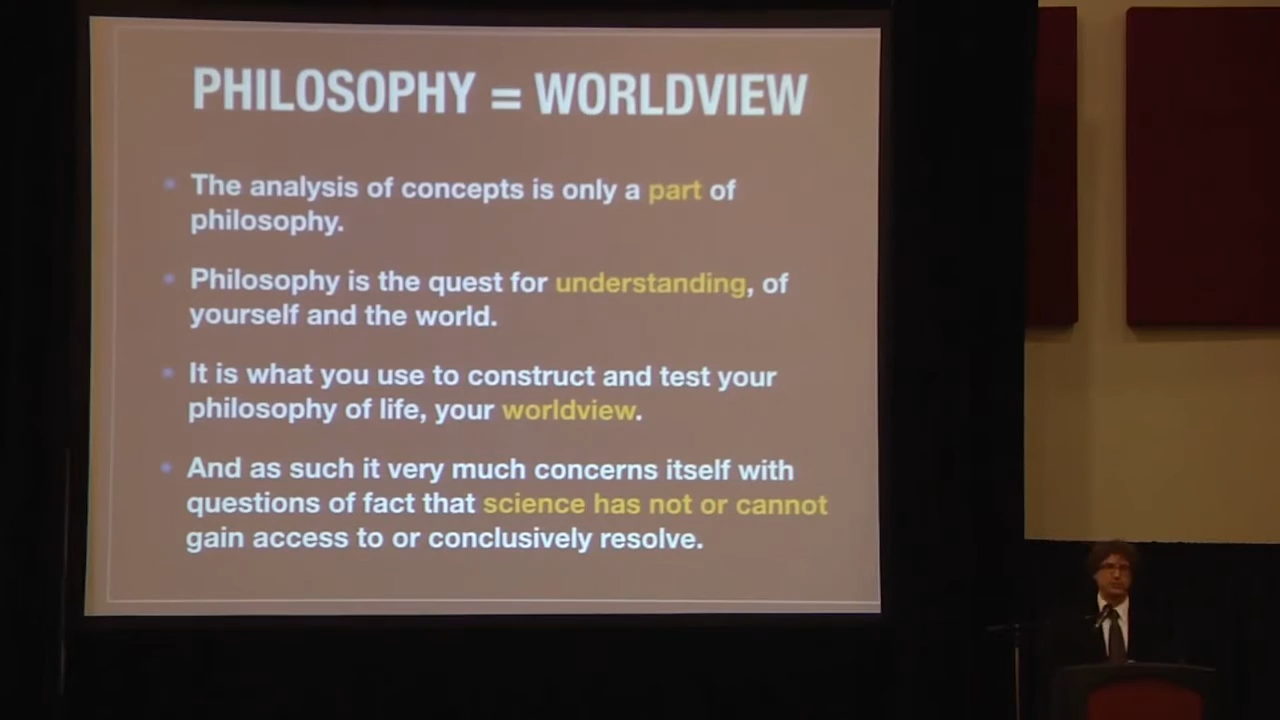 PHILOSOPHY = WORLDVIEW
• The analysis of concepts is only a part of
philosophy.
• Philosophy is the quest for understanding, of
yourself and the world.
• It is what you use to construct and test your
philosophy of life, your worldview.
• And as such it very much concerns itself with
questions of fact that science has not or cannot
gain access to or conclusively resolve.